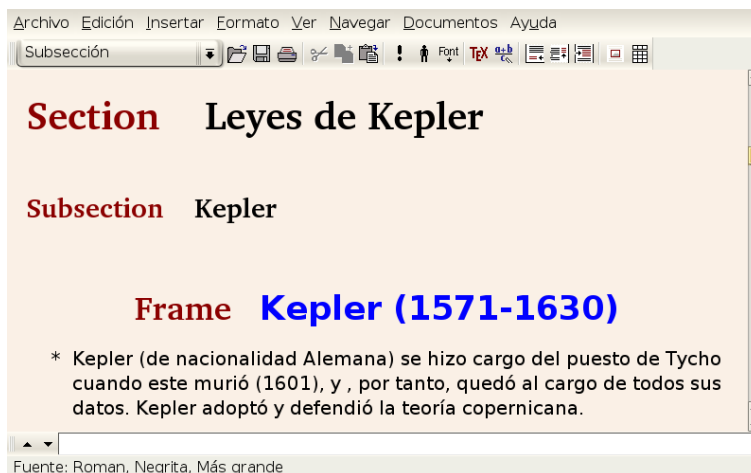 Archivo Edición Insertar Formato Ver Navegar Documentos Ayuda
Subsección Font TEX a+b
Section Leyes de Kepler
Subsection Kepler
Frame Kepler (1571-1630)
* Kepler (de nacionalidad Alemana) se hizo cargo del puesto de Tycho
cuando este murió (1601), y , por tanto, quedó al cargo de todos sus
datos. Kepler adoptó y defendió la teoría copernicana.
Fuente: Roman, Negrita, Más grande